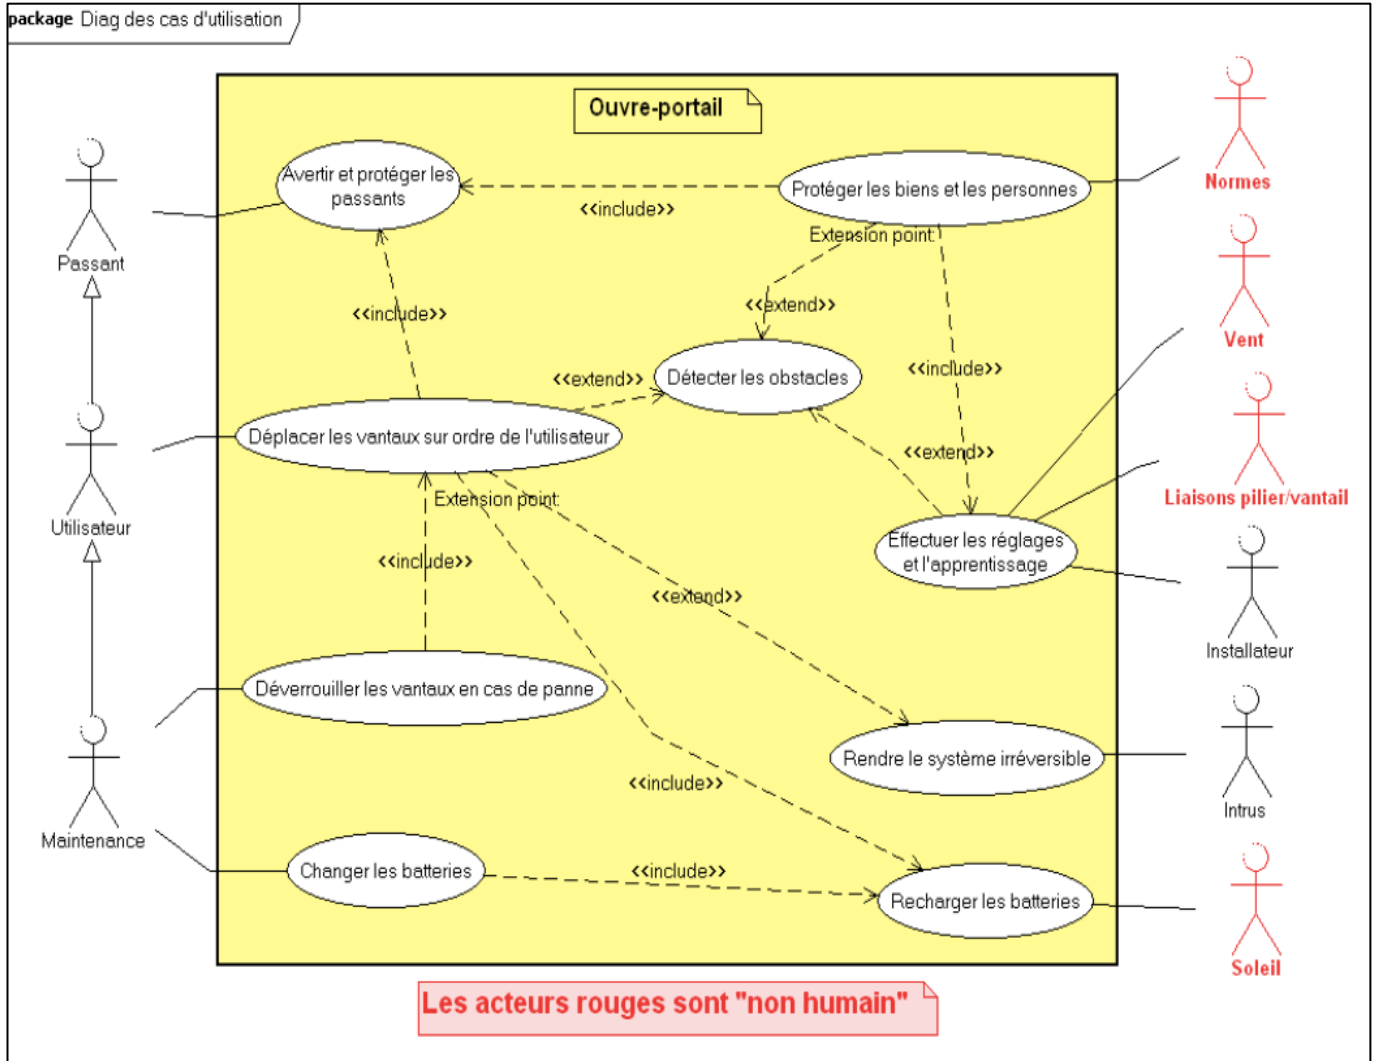 package Diag des cas d'utilisation
Ouvre-portail
Avertir et protéger les
passants
Protéger les biens et les personnes
Normes
<<include>>
Extension point:
Passant
<<include>>
<<extend>>
Vent
<<include>>
<<extend>>
Détecter les obstacles
Déplacer les vantaux sur ordre de l'utilisateur
<<extend>>
Liaisons pilier/vantail
Extension point:
Utilisateur
Effectuer les réglages
et l'apprentissage
<<include>>
<<extend>>
Installateur
Déverrouiller les vantaux en cas de panne
Rendre le système irréversible
<<include>>
Intrus
Maintenance
Changer les batteries
<<include>>
Recharger les batteries
Soleil
Les acteurs rouges sont "non humain"